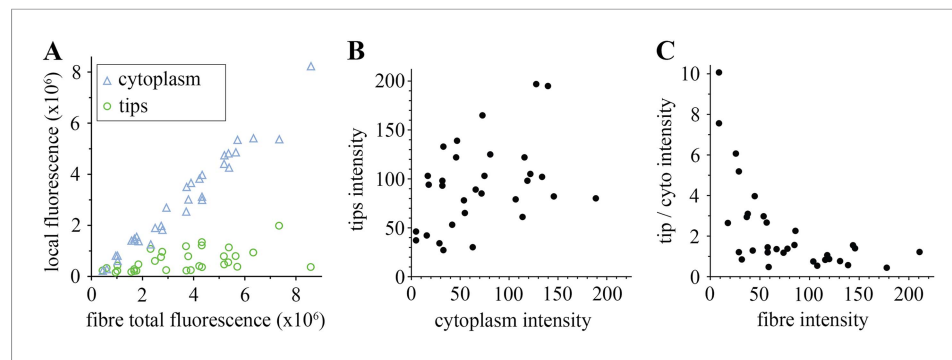 A
local fluorescence (x10⁶)
8
6
4
2
0
cytoplasm
tips
0 2 4 6 8
fibre total fluorescence (x10⁶)
B
tips intensity
200
150
100
50
0
0 50 100 150 200
cytoplasm intensity
C
tip / cyto intensity
10
8
6
4
2
0
0 50 100 150 200
fibre intensity